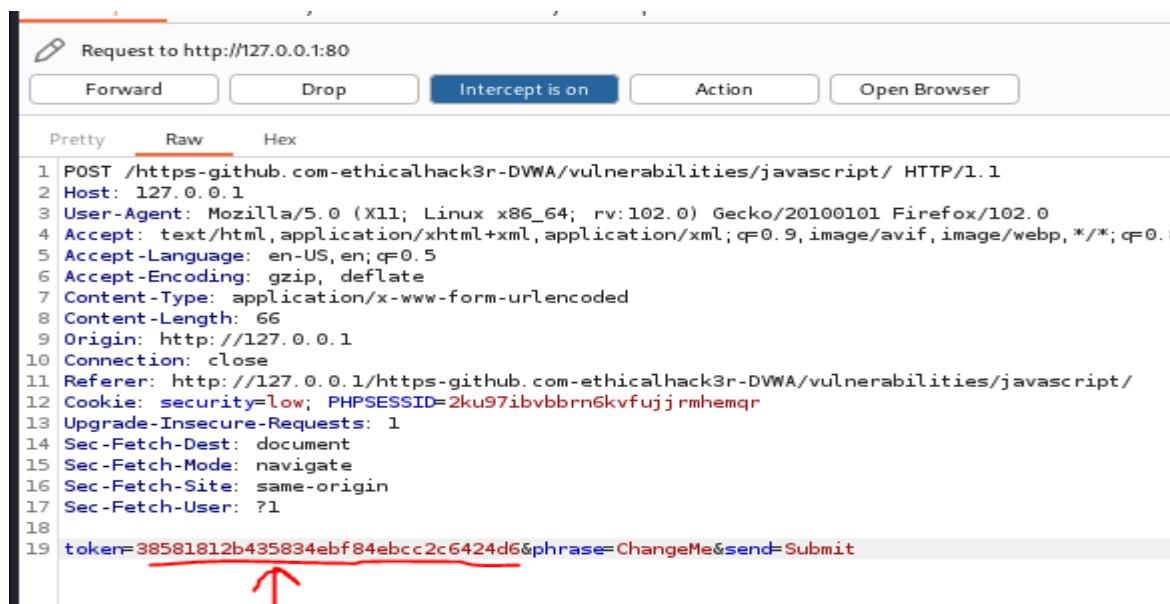 Request to http://127.0.0.1:80
Forward Drop Intercept is on Action Open Browser
Pretty Raw Hex
1 POST /https-github.com-ethicalhack3r-DVWA/vulnerabilities/javascript/ HTTP/1.1
2 Host: 127.0.0.1
3 User-Agent: Mozilla/5.0 (X11; Linux x86_64; rv:102.0) Gecko/20100101 Firefox/102.0
4 Accept: text/html,application/xhtml+xml,application/xml;q=0.9,image/avif,image/webp,*/*;q=0.
5 Accept-Language: en-US,en;q=0.5
6 Accept-Encoding: gzip, deflate
7 Content-Type: application/x-www-form-urlencoded
8 Content-Length: 66
9 Origin: http://127.0.0.1
10 Connection: close
11 Referer: http://127.0.0.1/https-github.com-ethicalhack3r-DVWA/vulnerabilities/javascript/
12 Cookie: security=low; PHPSESSID=2ku97ibvbbrn6kvfujjrmhemqr
13 Upgrade-Insecure-Requests: 1
14 Sec-Fetch-Dest: document
15 Sec-Fetch-Mode: navigate
16 Sec-Fetch-Site: same-origin
17 Sec-Fetch-User: ?1
18
19 token=38581812b435834ebf84ebcc2c6424d6&phrase=ChangeMe&send=Submit